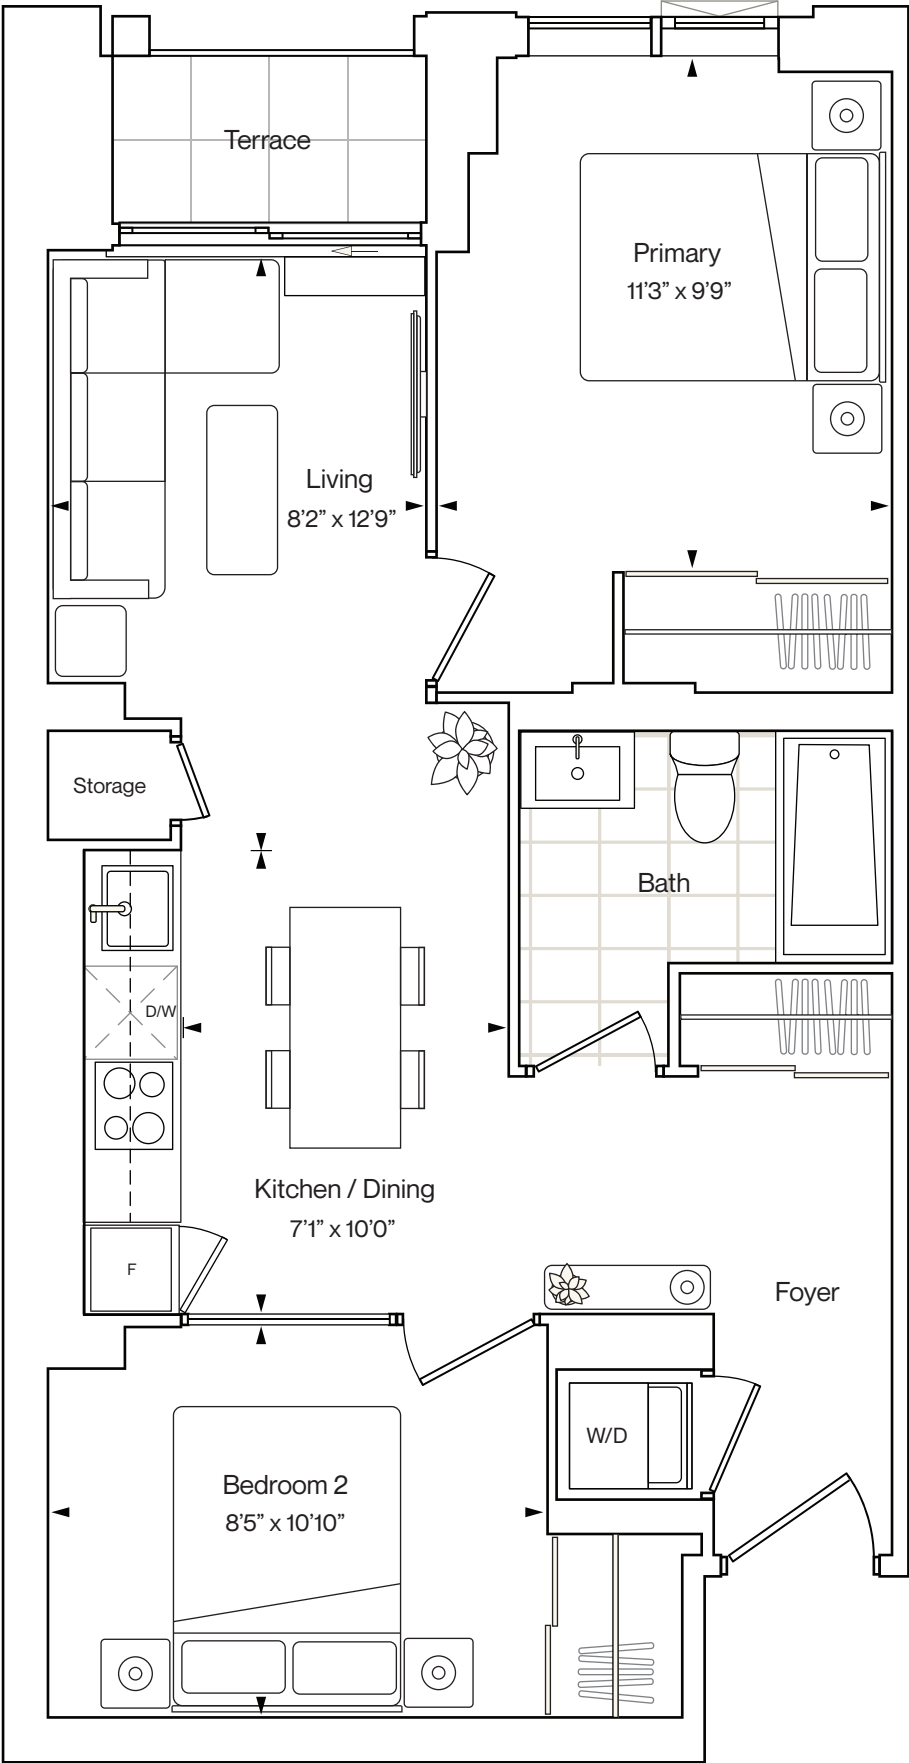 Terrace
Primary
11’3” x 9’9”
Living
8’2” x 12’9”
Storage
Bath
D/W
Kitchen / Dining
7’1” x 10’0”
F
Foyer
W/D
Bedroom 2
8’5” x 10’10”